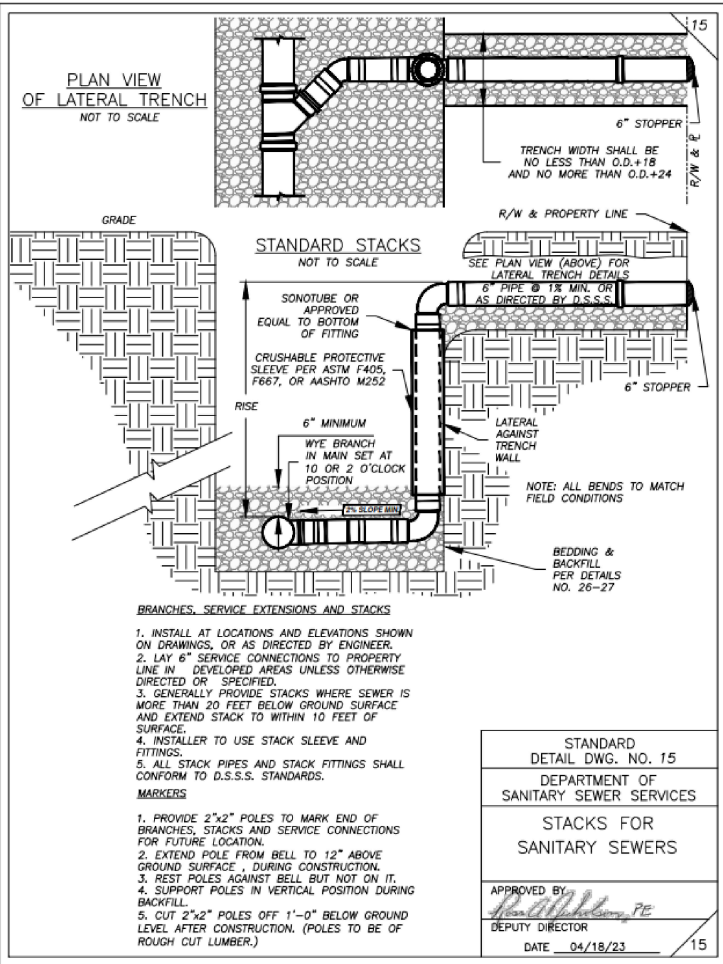 15
PLAN VIEW
OF LATERAL TRENCH
NOT TO SCALE
6" STOPPER
TRENCH WIDTH SHALL BE
NO LESS THAN O.D.+18
AND NO MORE THAN O.D.+24
R/W & ⅊
GRADE
R/W & PROPERTY LINE
STANDARD STACKS
NOT TO SCALE
SEE PLAN VIEW (ABOVE) FOR
LATERAL TRENCH DETAILS
6" PIPE @ 1% MIN. OR
AS DIRECTED BY D.S.S.S.
SONOTUBE OR
APPROVED
EQUAL TO BOTTOM
OF FITTING
CRUSHABLE PROTECTIVE
SLEEVE PER ASTM F405,
F667, OR AASHTO M252
6" STOPPER
RISE
6" MINIMUM
WYE BRANCH
IN MAIN SET AT
10 OR 2 O'CLOCK
POSITION
LATERAL
AGAINST
TRENCH
WALL
NOTE: ALL BENDS TO MATCH
FIELD CONDITIONS
2% SLOPE MIN.
BEDDING &
BACKFILL
PER DETAILS
NO. 26-27
BRANCHES, SERVICE EXTENSIONS AND STACKS
1. INSTALL AT LOCATIONS AND ELEVATIONS SHOWN
ON DRAWINGS, OR AS DIRECTED BY ENGINEER.
2. LAY 6" SERVICE CONNECTIONS TO PROPERTY
LINE IN DEVELOPED AREAS UNLESS OTHERWISE
DIRECTED OR SPECIFIED.
3. GENERALLY PROVIDE STACKS WHERE SEWER IS
MORE THAN 20 FEET BELOW GROUND SURFACE
AND EXTEND STACK TO WITHIN 10 FEET OF
SURFACE.
4. INSTALLER TO USE STACK SLEEVE AND
FITTINGS.
5. ALL STACK PIPES AND STACK FITTINGS SHALL
CONFORM TO D.S.S.S. STANDARDS.
MARKERS
1. PROVIDE 2"x2" POLES TO MARK END OF
BRANCHES, STACKS AND SERVICE CONNECTIONS
FOR FUTURE LOCATION.
2. EXTEND POLE FROM BELL TO 12" ABOVE
GROUND SURFACE , DURING CONSTRUCTION.
3. REST POLES AGAINST BELL BUT NOT ON IT.
4. SUPPORT POLES IN VERTICAL POSITION DURING
BACKFILL.
5. CUT 2"x2" POLES OFF 1'-0" BELOW GROUND
LEVEL AFTER CONSTRUCTION. (POLES TO BE OF
ROUGH CUT LUMBER.)
STANDARD
DETAIL DWG. NO. 15
DEPARTMENT OF
SANITARY SEWER SERVICES
STACKS FOR
SANITARY SEWERS
APPROVED BY
PE
DEPUTY DIRECTOR
DATE 04/18/23
15